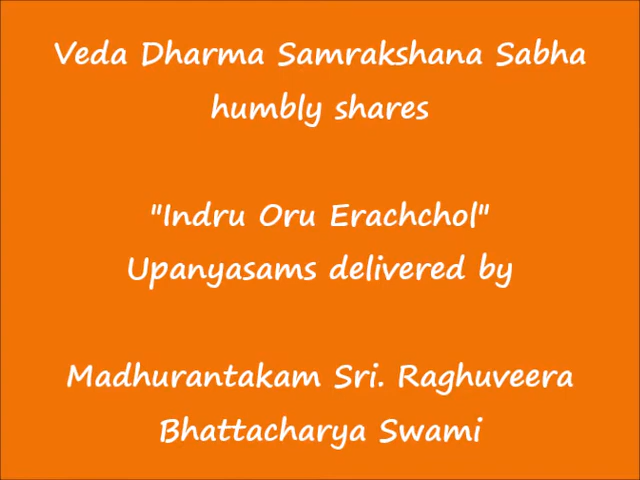 Veda Dharma Samrakshana Sabha
humbly shares
"Indru Oru Erachchol"
Upanyasams delivered by
Madhurantakam Sri. Raghuveera
Bhattacharya Swami